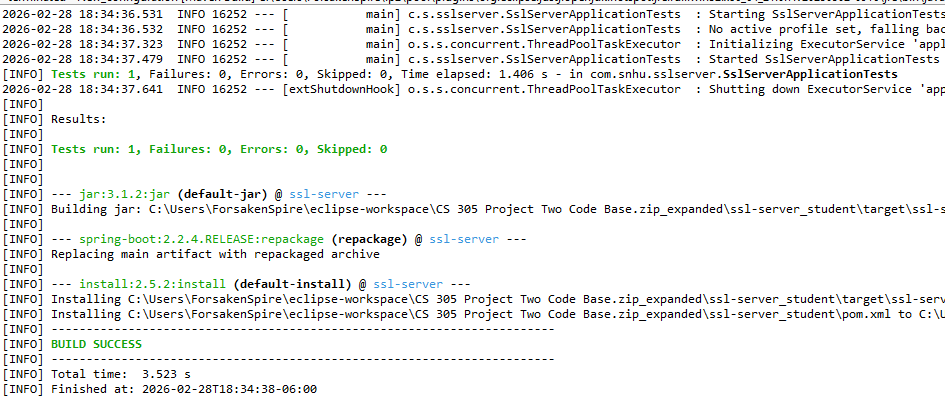 2026-02-28 18:34:36.531  INFO 16252 --- [           main] c.s.sslserver.SslServerApplicationTests  : Starting SslServerApplicationTests
2026-02-28 18:34:36.532  INFO 16252 --- [           main] c.s.sslserver.SslServerApplicationTests  : No active profile set, falling bac
2026-02-28 18:34:37.323  INFO 16252 --- [           main] o.s.s.concurrent.ThreadPoolTaskExecutor  : Initializing ExecutorService 'appl
2026-02-28 18:34:37.479  INFO 16252 --- [           main] c.s.sslserver.SslServerApplicationTests  : Started SslServerApplicationTests
[INFO] Tests run: 1, Failures: 0, Errors: 0, Skipped: 0, Time elapsed: 1.406 s - in com.snhu.sslserver.SslServerApplicationTests
2026-02-28 18:34:37.641  INFO 16252 --- [extShutdownHook] o.s.s.concurrent.ThreadPoolTaskExecutor  : Shutting down ExecutorService 'app
[INFO]
[INFO] Results:
[INFO]
[INFO] Tests run: 1, Failures: 0, Errors: 0, Skipped: 0
[INFO]
[INFO]
[INFO] --- jar:3.1.2:jar (default-jar) @ ssl-server ---
[INFO] Building jar: C:\Users\ForsakenSpire\eclipse-workspace\CS 305 Project Two Code Base.zip_expanded\ssl-server_student\target\ssl-s
[INFO]
[INFO] --- spring-boot:2.2.4.RELEASE:repackage (repackage) @ ssl-server ---
[INFO] Replacing main artifact with repackaged archive
[INFO]
[INFO] --- install:2.5.2:install (default-install) @ ssl-server ---
[INFO] Installing C:\Users\ForsakenSpire\eclipse-workspace\CS 305 Project Two Code Base.zip_expanded\ssl-server_student\target\ssl-serv
[INFO] Installing C:\Users\ForsakenSpire\eclipse-workspace\CS 305 Project Two Code Base.zip_expanded\ssl-server_student\pom.xml to C:\U
[INFO] ------------------------------------------------------------------------
[INFO] BUILD SUCCESS
[INFO] ------------------------------------------------------------------------
[INFO] Total time:  3.523 s
[INFO] Finished at: 2026-02-28T18:34:38-06:00